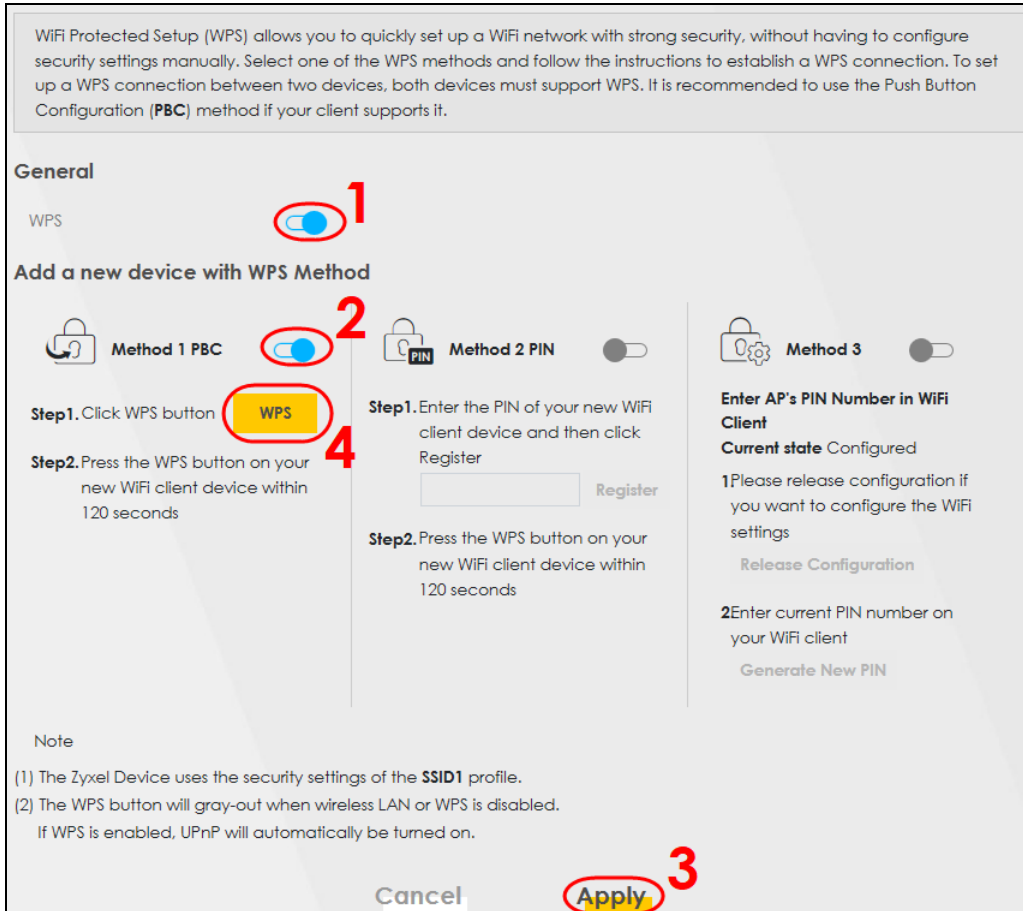 WiFi Protected Setup (WPS) allows you to quickly set up a WiFi network with strong security, without having to configure
security settings manually. Select one of the WPS methods and follow the instructions to establish a WPS connection. To set
up a WPS connection between two devices, both devices must support WPS. It is recommended to use the Push Button
Configuration (PBC) method if your client supports it.
General
WPS
1
Add a new device with WPS Method
Method 1 PBC
2
Step1. Click WPS button
WPS
4
Step2. Press the WPS button on your
new WiFi client device within
120 seconds
PIN
Method 2 PIN
Step1. Enter the PIN of your new WiFi
client device and then click
Register
Register
Step2. Press the WPS button on your
new WiFi client device within
120 seconds
Method 3
Enter AP's PIN Number in WiFi
Client
Current state Configured
1Please release configuration if
you want to configure the WiFi
settings
Release Configuration
2Enter current PIN number on
your WiFi client
Generate New PIN
Note
(1) The Zyxel Device uses the security settings of the SSID1 profile.
(2) The WPS button will gray-out when wireless LAN or WPS is disabled.
If WPS is enabled, UPnP will automatically be turned on.
Cancel
Apply
3